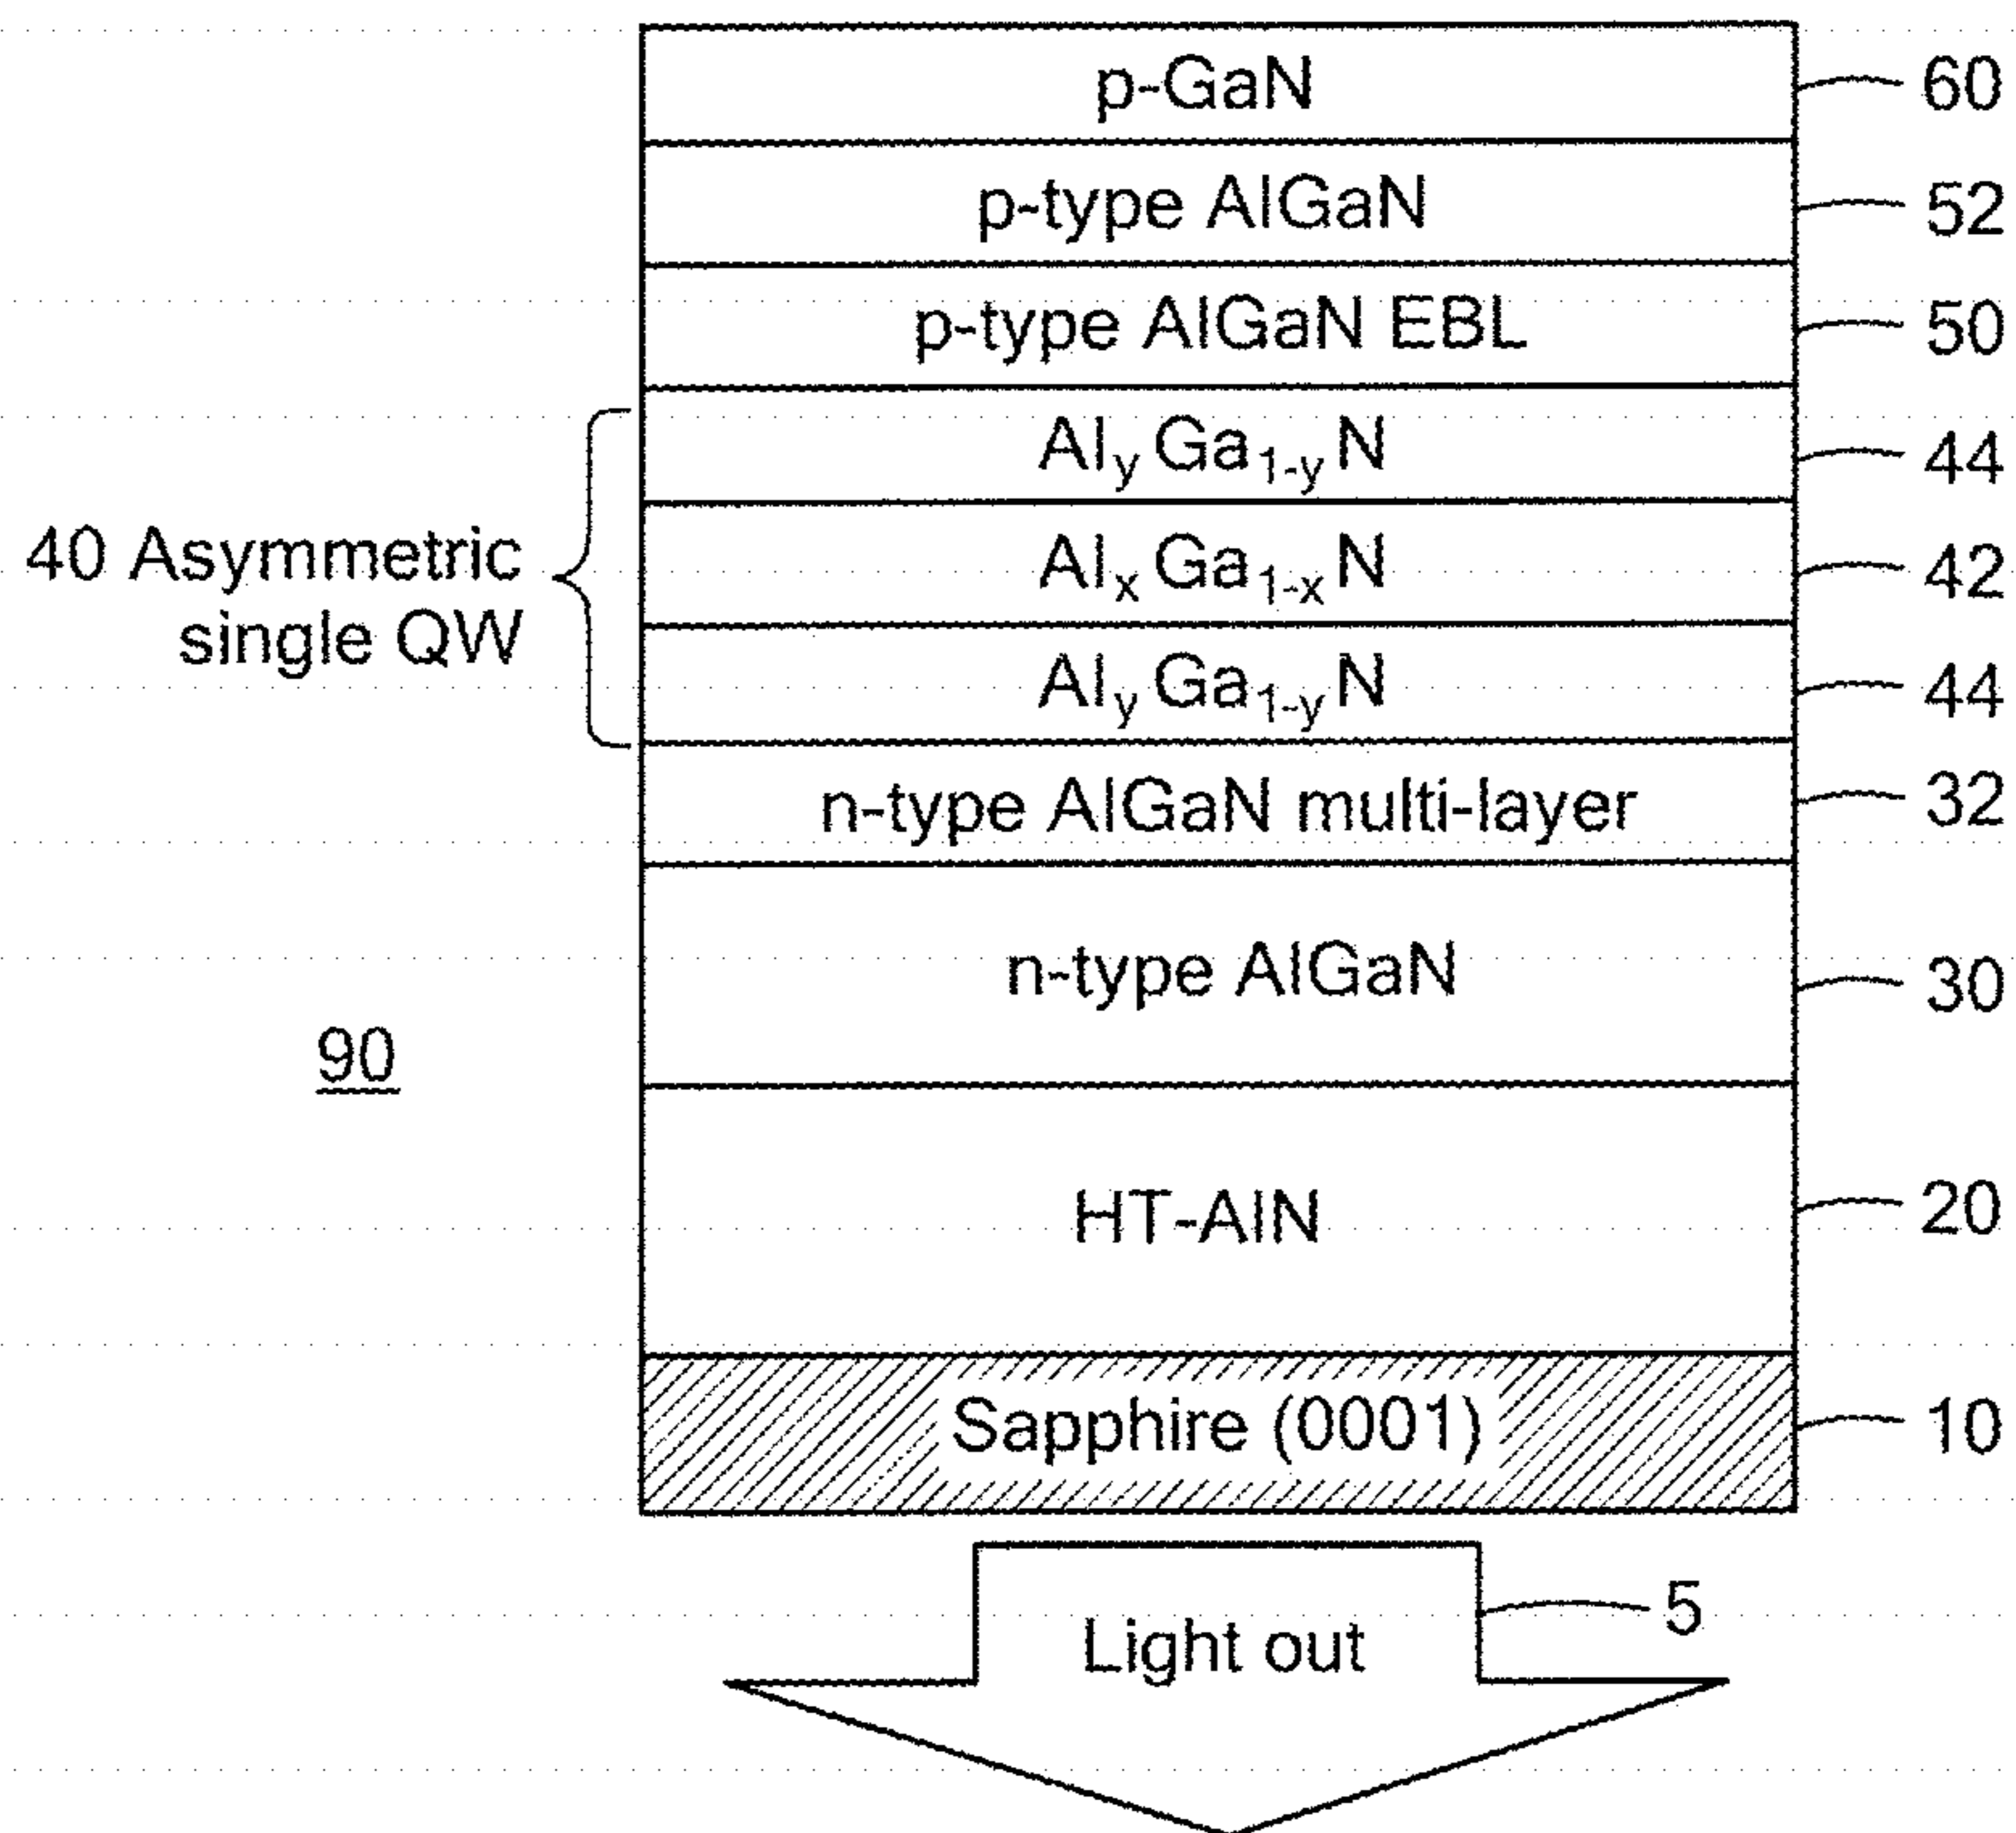 p-GaN 60
p-type AlGaN 52
p-type AlGaN EBL 50
AlyGa1-yN 44
40 Asymmetric
single QW
AlxGa1-xN 42
AlyGa1-yN 44
n-type AlGaN multi-layer 32
n-type AlGaN 30
90
HT-AlN 20
Sapphire (0001) 10
5
Light out